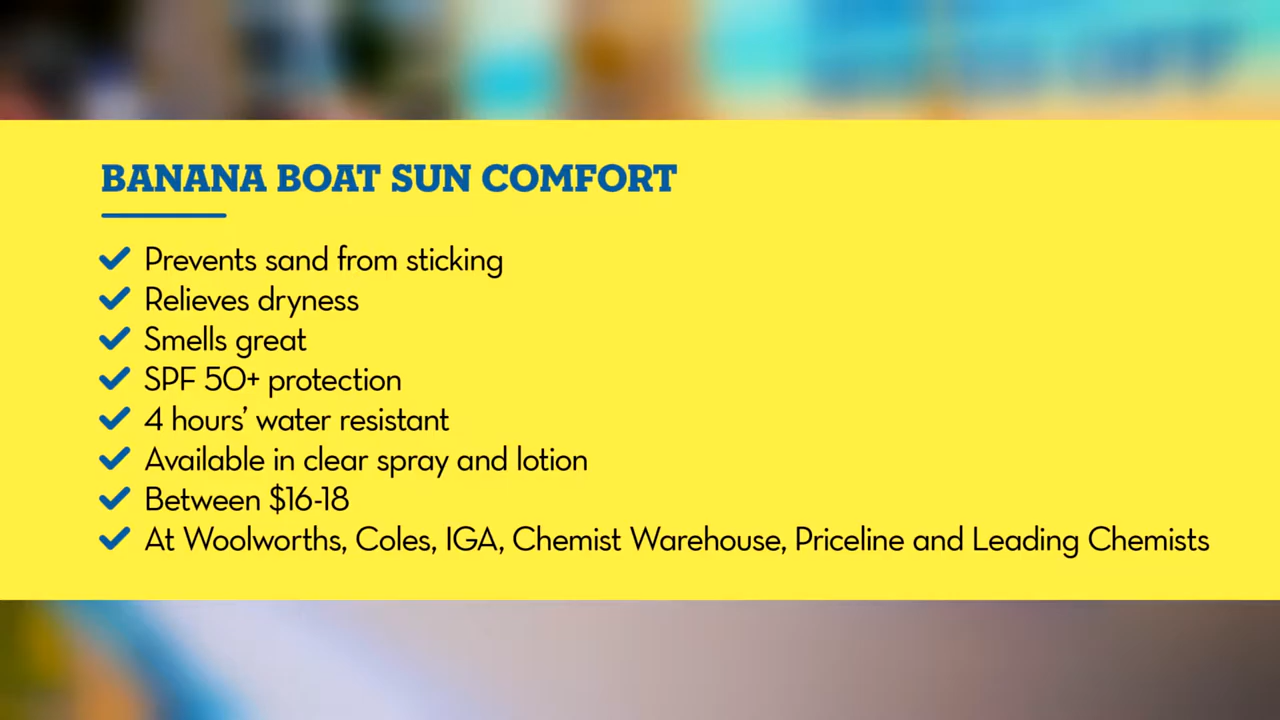 BANANA BOAT SUN COMFORT
Prevents sand from sticking
Relieves dryness
Smells great
SPF 50+ protection
4 hours’ water resistant
Available in clear spray and lotion
Between $16-18
At Woolworths, Coles, IGA, Chemist Warehouse, Priceline and Leading Chemists